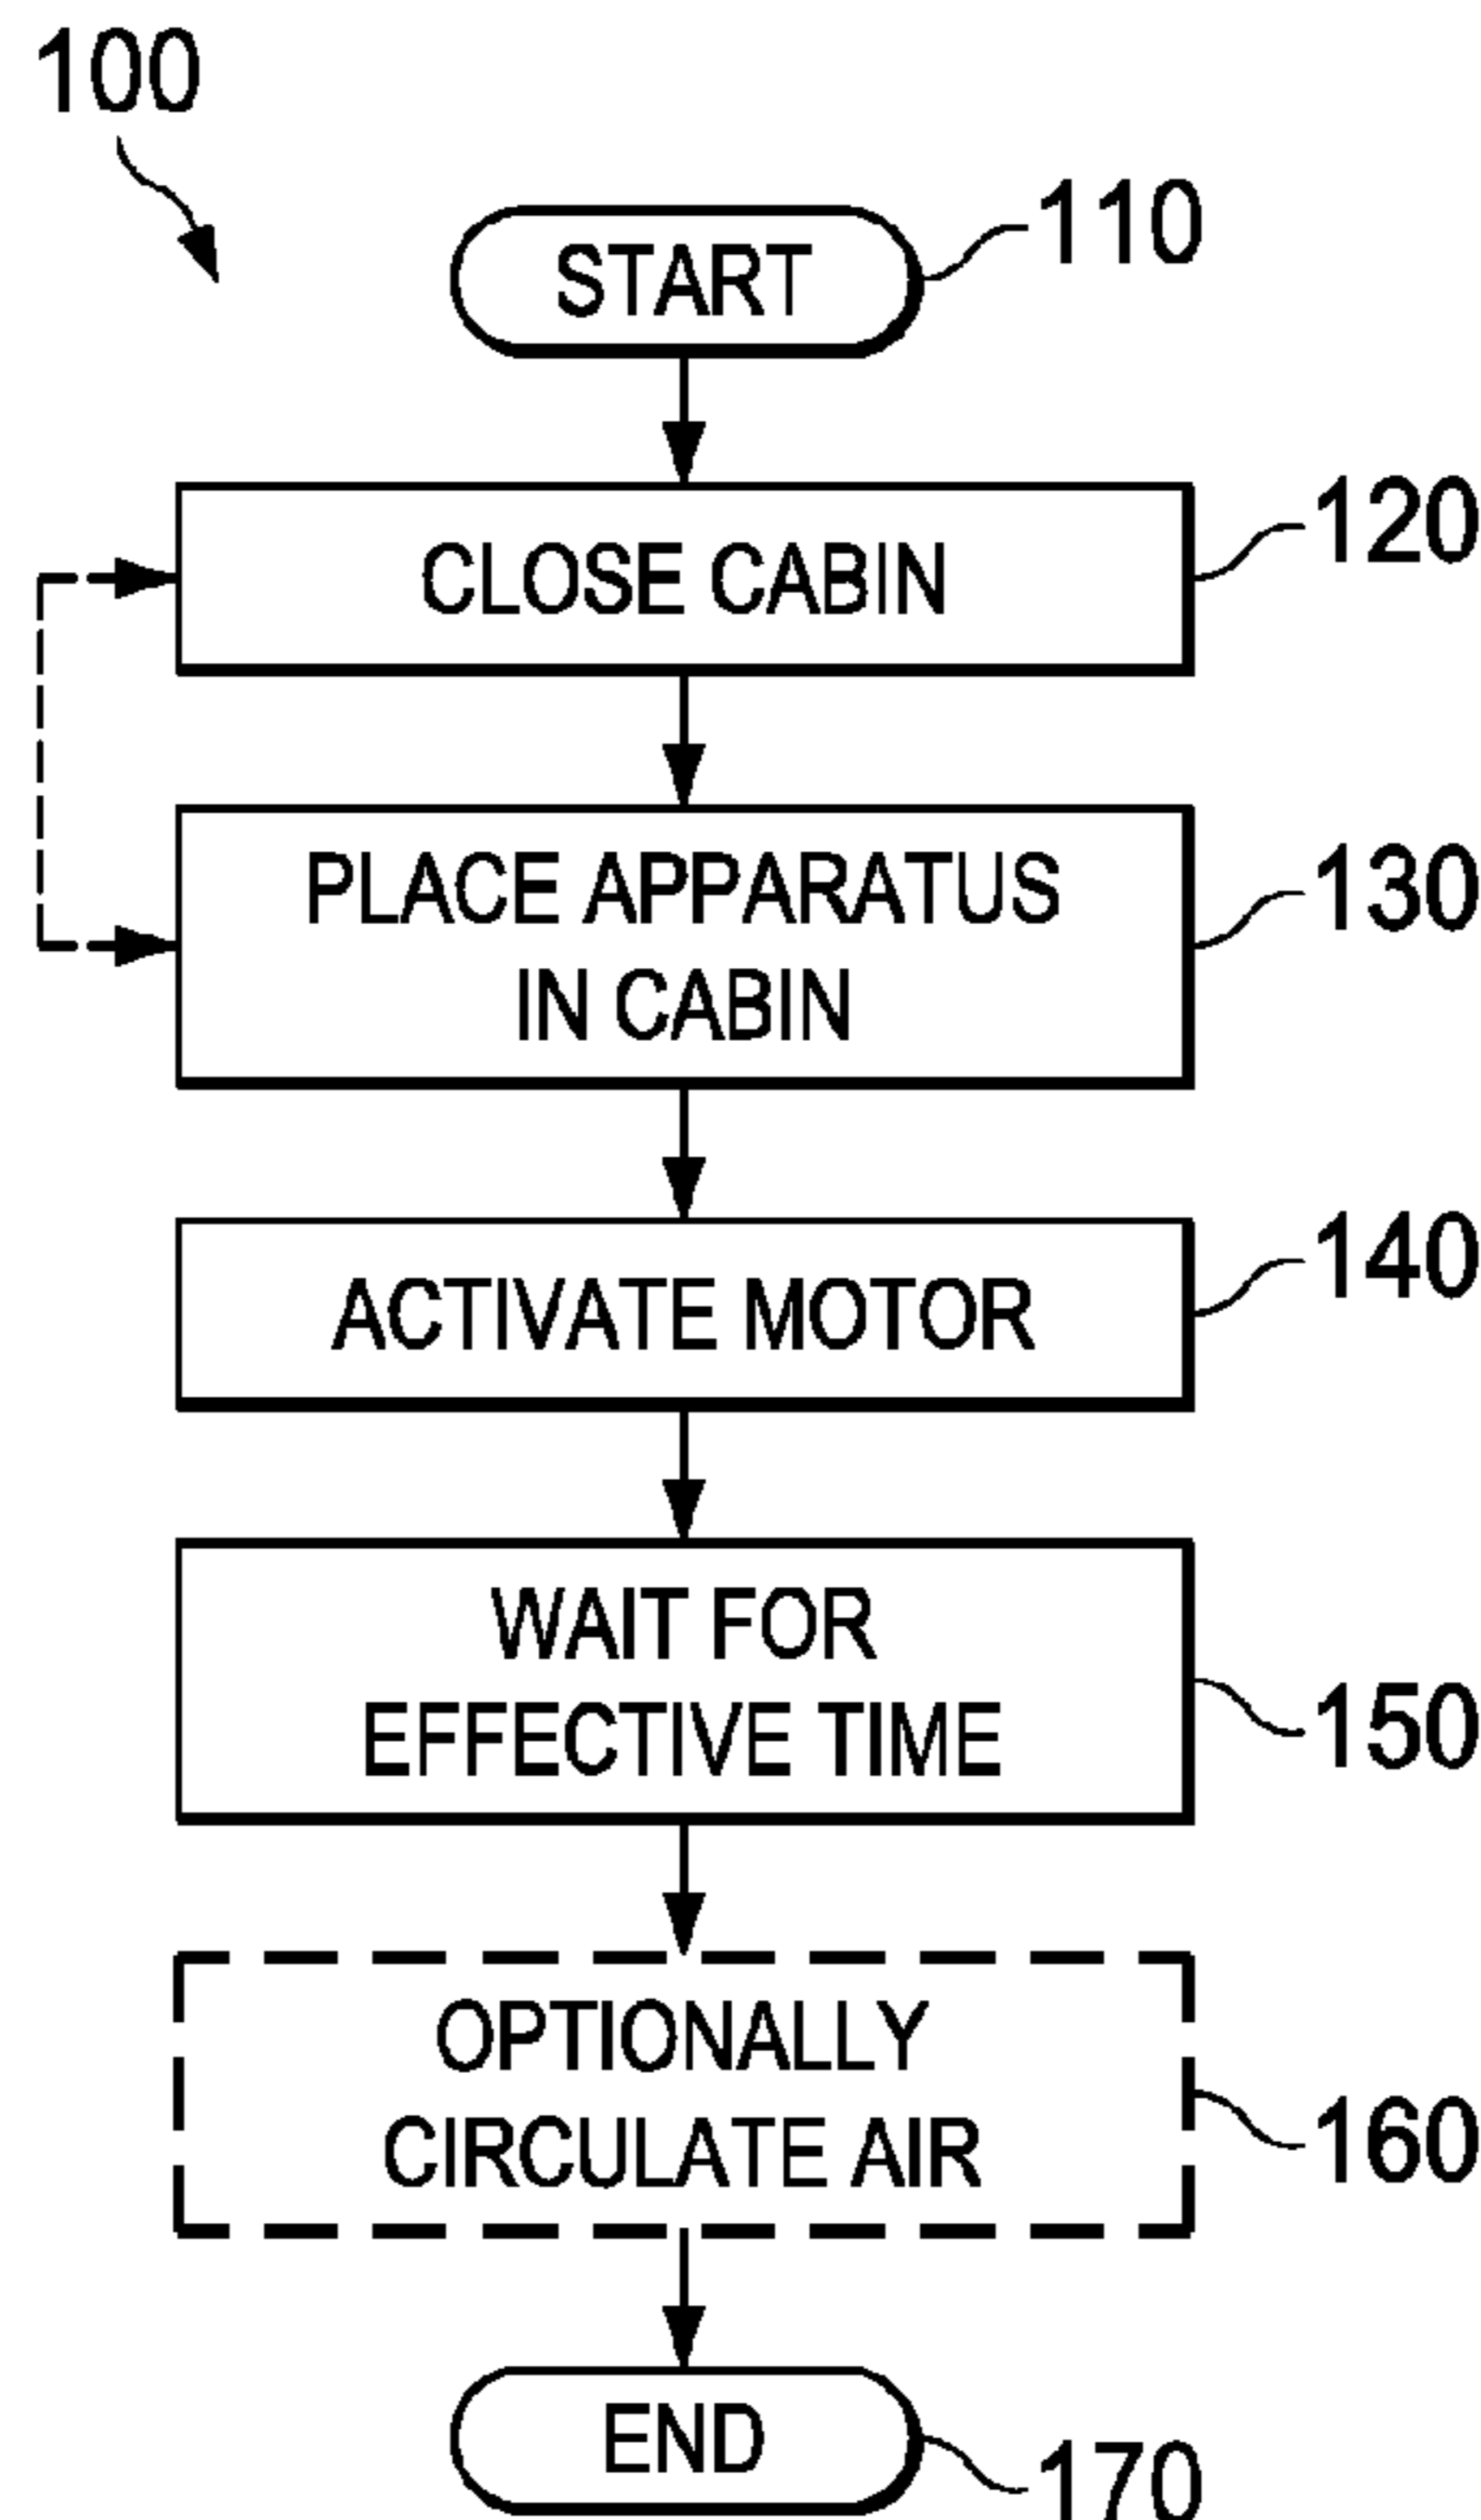 100
START
110
CLOSE CABIN
120
PLACE APPARATUS
IN CABIN
130
ACTIVATE MOTOR
140
WAIT FOR
EFFECTIVE TIME
150
OPTIONALLY
CIRCULATE AIR
160
END
170